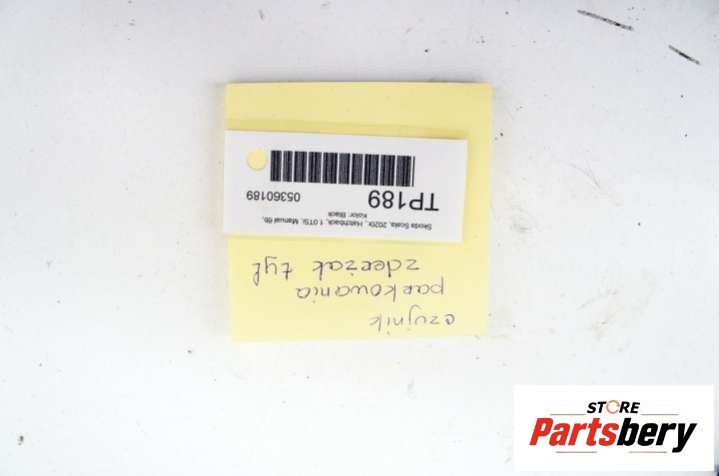 czujnik
parkowania
zderzak tył
Skoda Scala, 2020r., Hatchback, 1.0TSi, Manual 6b,
Kolor: Black
TP189
05360189
STORE
Partsbery